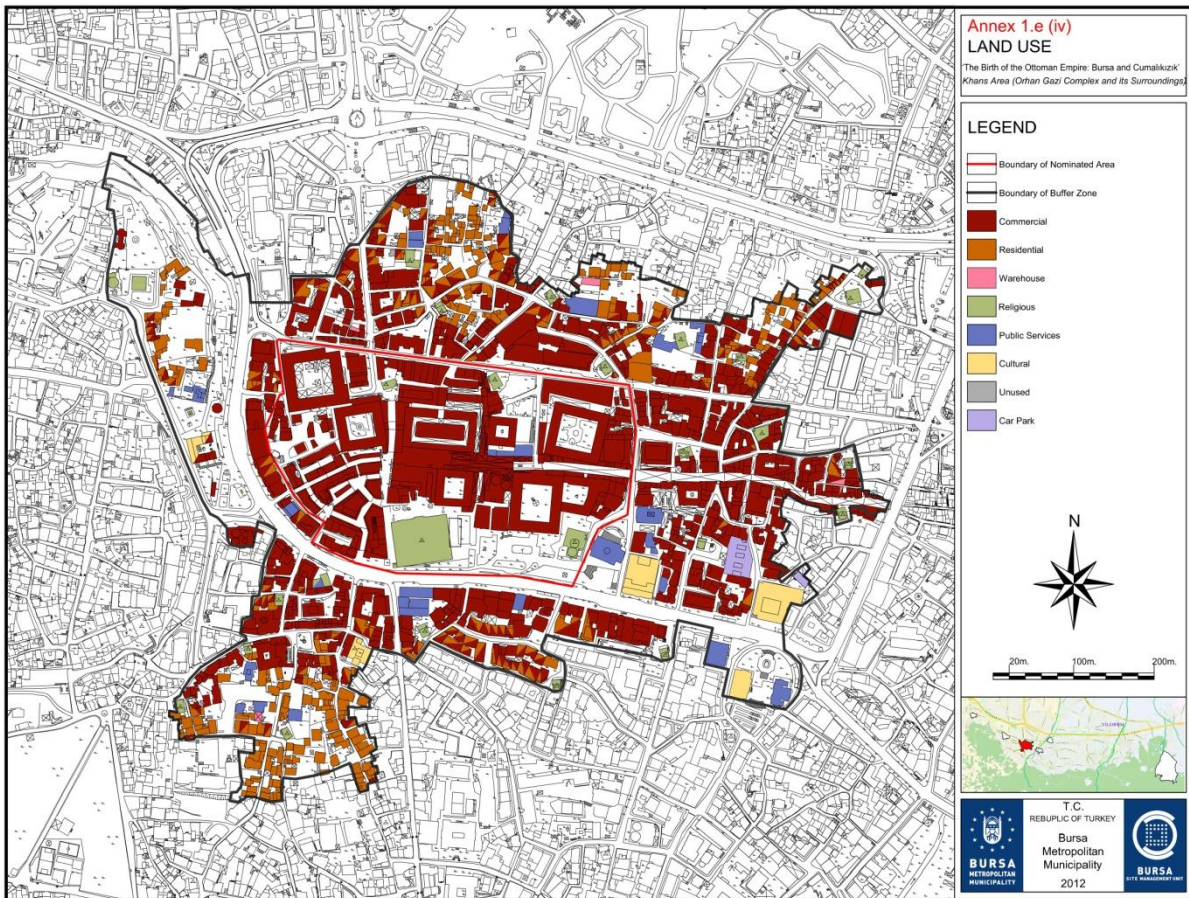 Annex 1.e (iv)
LAND USE
'The Birth of the Ottoman Empire: Bursa and Cumalıkızık'
Khans Area (Orhan Gazi Complex and its Surroundings)
LEGEND
Boundary of Nominated Area
Boundary of Buffer Zone
Commercial
Residential
Warehouse
Religious
Public Services
Cultural
Unused
Car Park
N
20m. 100m. 200m.
YILDIRIM
BURSA
METROPOLITAN
MUNICIPALITY
T.C.
REBUPLIC OF TURKEY
Bursa
Metropolitan
Municipality
2012
BURSA
SITE MANAGEMENT UNIT